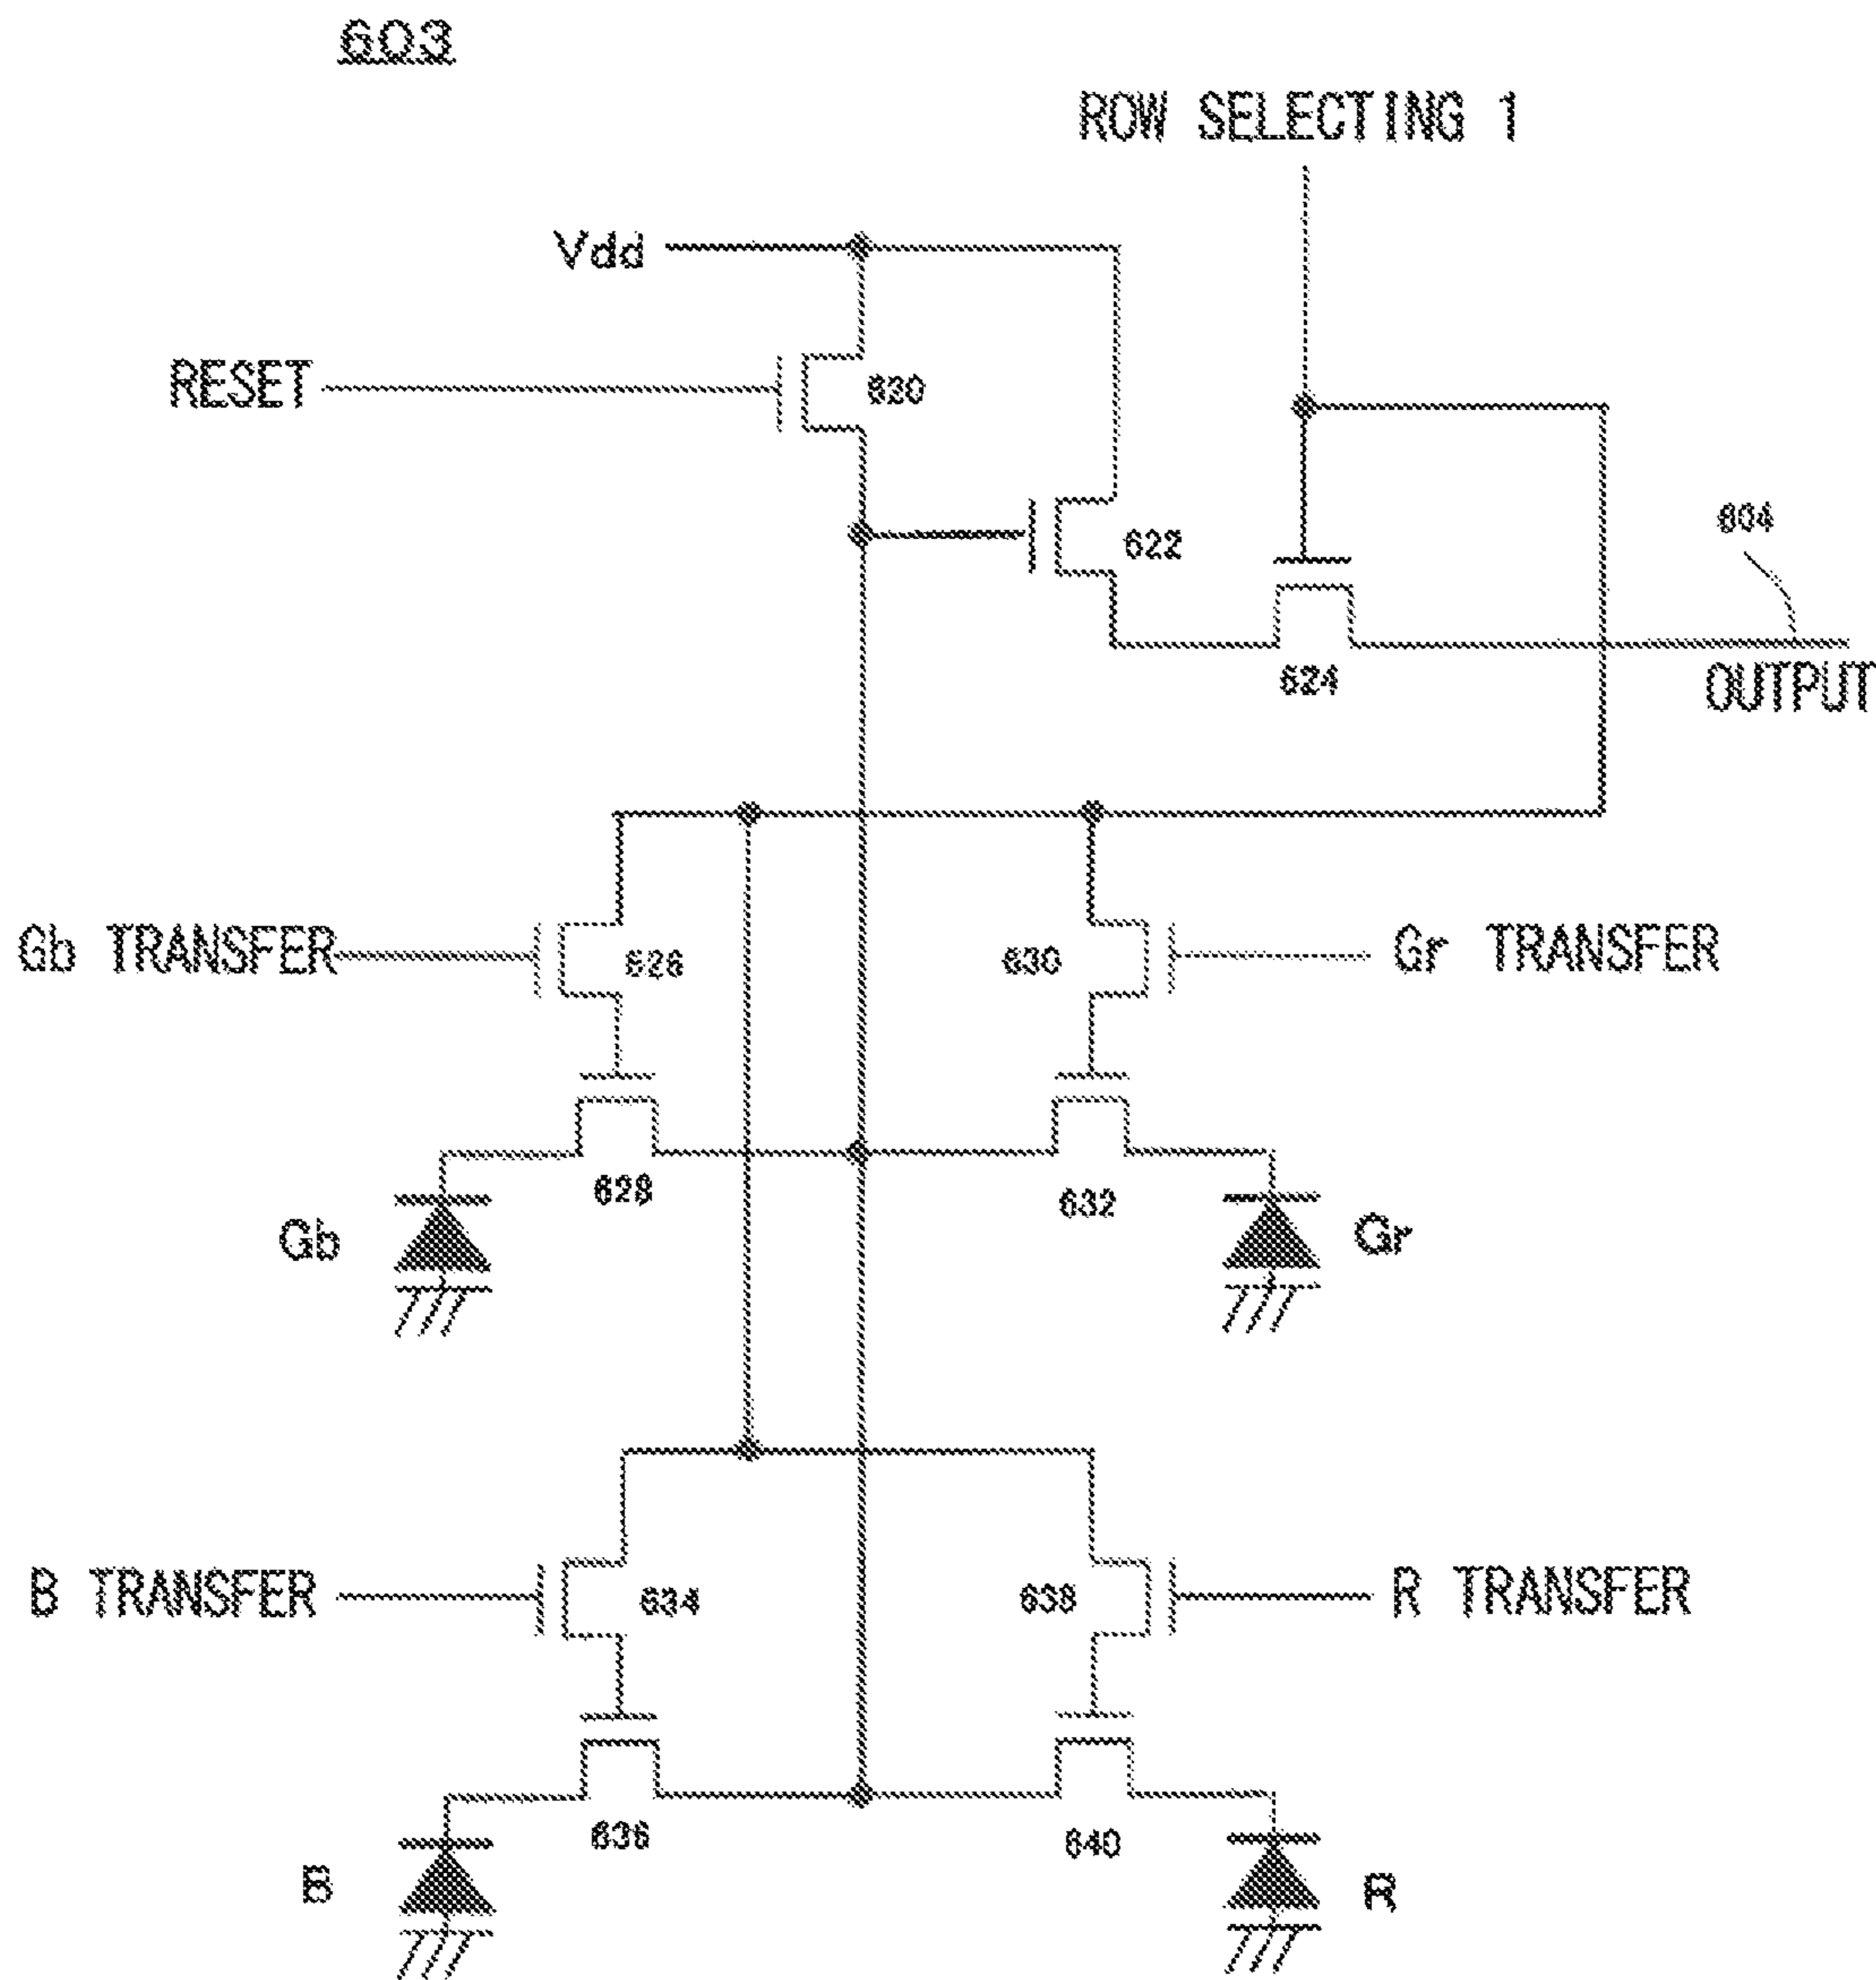 603
ROW SELECTING 1
Vdd
RESET
620
622
604
624
OUTPUT
Gb TRANSFER
626
630
Gr TRANSFER
628
632
Gb
Gr
B TRANSFER
634
638
R TRANSFER
636
640
B
R